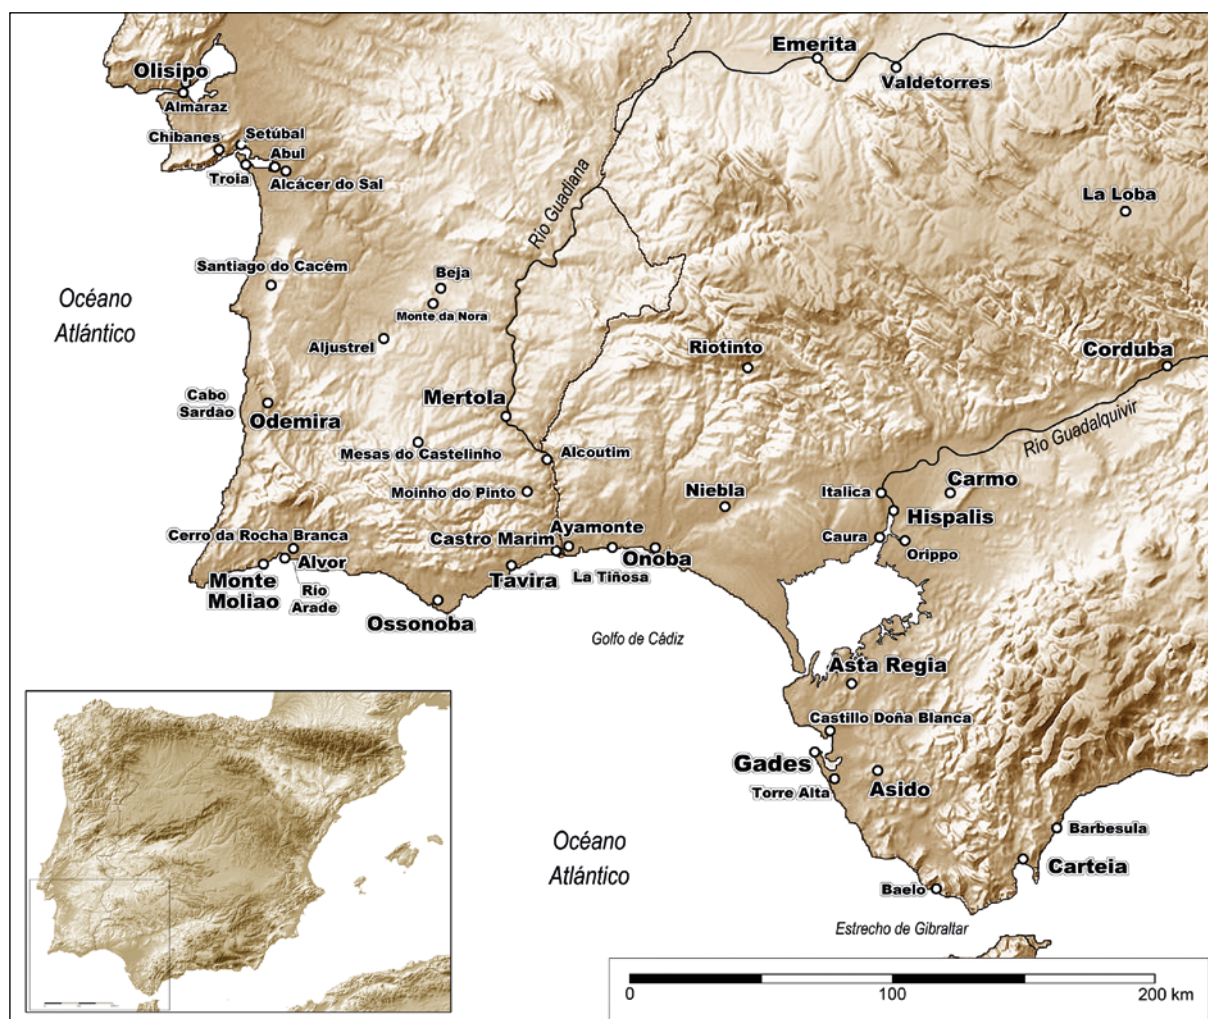 Emerita
Olisipo
Valdetorres
Almaraz
Chibanes
Setúbal
Abul
Troia
Alcácer do Sal
Río Guadiana
La Loba
Santiago do Cacém
Beja
Océano
Atlántico
Monte da Nora
Aljustrel
Riotinto
Corduba
Cabo
Sardão
Mertola
Odemira
Río Guadalquivir
Mesas do Castelinho
Alcoutim
Moinho do Pinto
Niebla
Italica
Carmo
Hispalis
Cerro da Rocha Branca
Castro Marim
Ayamonte
Caura
Orippo
Alvor
Onoba
Monte
Moliao
Río
Arade
Tavira
La Tiñosa
Ossonoba
Golfo de Cádiz
Asta Regia
Castillo Doña Blanca
Gades
Torre Alta
Asido
Océano
Atlántico
Barbesula
Carteia
Baelo
Estrecho de Gibraltar
0
100
200 km